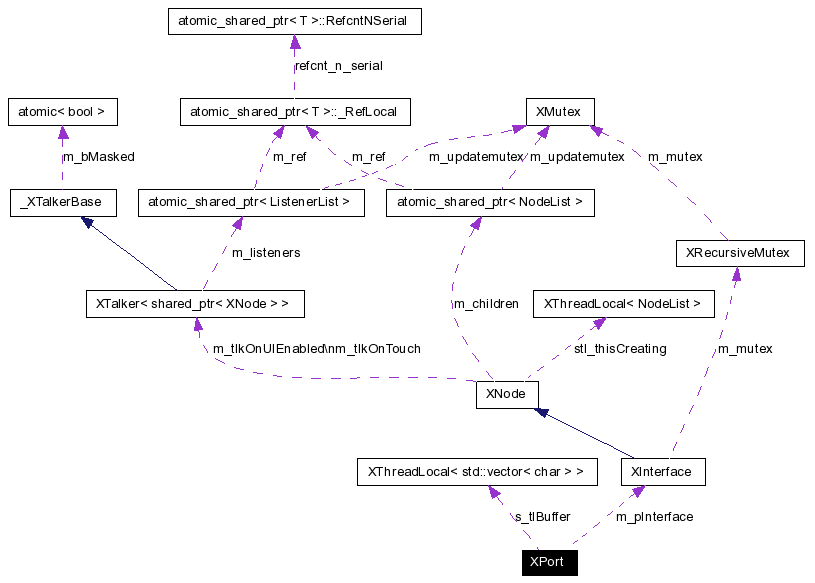 atomic_shared_ptr< T >::RefcntNSerial
refcnt_n_serial
atomic< bool >
atomic_shared_ptr< T >::_RefLocal
XMutex
m_bMasked
m_ref
m_ref
m_updatemutex
m_updatemutex
m_mutex
_XTalkerBase
atomic_shared_ptr< ListenerList >
atomic_shared_ptr< NodeList >
m_listeners
XRecursiveMutex
XTalker< shared_ptr< XNode > >
m_children
XThreadLocal< NodeList >
m_tlkOnUIEnabled\nm_tlkOnTouch
stl_thisCreating
m_mutex
XNode
XThreadLocal< std::vector< char > >
XInterface
s_tlBuffer
m_pInterface
XPort